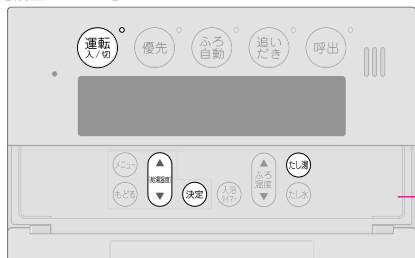 運転
入/切
優先
ふろ
自動
追い
だき
呼出
メニュー
給湯温度
ふろ
温度
たし湯
もどる
決定
入浴
タイマー
たし水